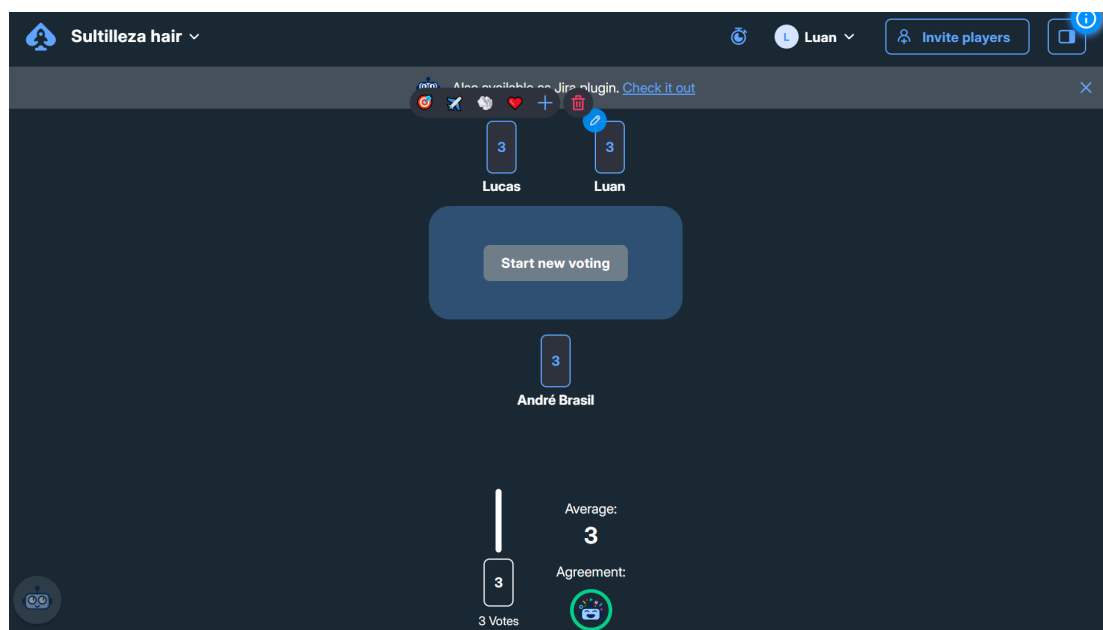 Sultilleza hair
L Luan
Invite players
Also available as Jira plugin. Check it out
3 3
Lucas Luan
Start new voting
3
André Brasil
Average:
3
Agreement:
3
3 Votes